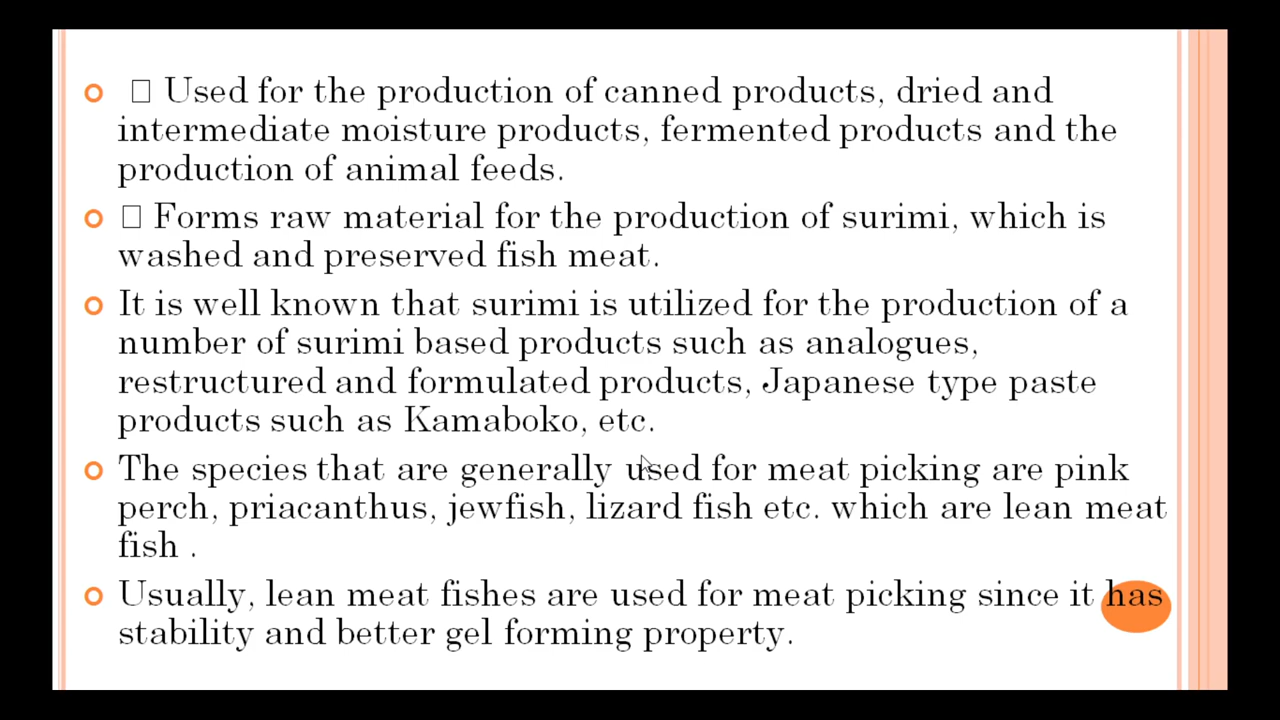 □ Used for the production of canned products, dried and
intermediate moisture products, fermented products and the
production of animal feeds.
□ Forms raw material for the production of surimi, which is
washed and preserved fish meat.
It is well known that surimi is utilized for the production of a
number of surimi based products such as analogues,
restructured and formulated products, Japanese type paste
products such as Kamaboko, etc.
The species that are generally used for meat picking are pink
perch, priacanthus, jewfish, lizard fish etc. which are lean meat
fish .
Usually, lean meat fishes are used for meat picking since it has
stability and better gel forming property.